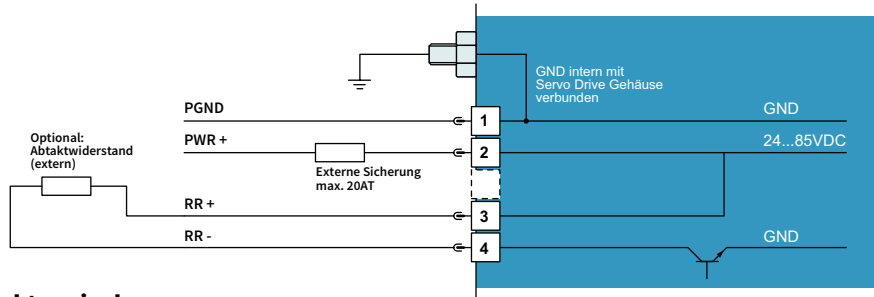 GND intern mit
Servo Drive Gehäuse
verbunden
PGND
1
GND
PWR +
2
24...85VDC
Optional:
Abtaktwiderstand
(extern)
Externe Sicherung
max. 20AT
RR +
3
RR -
4
GND